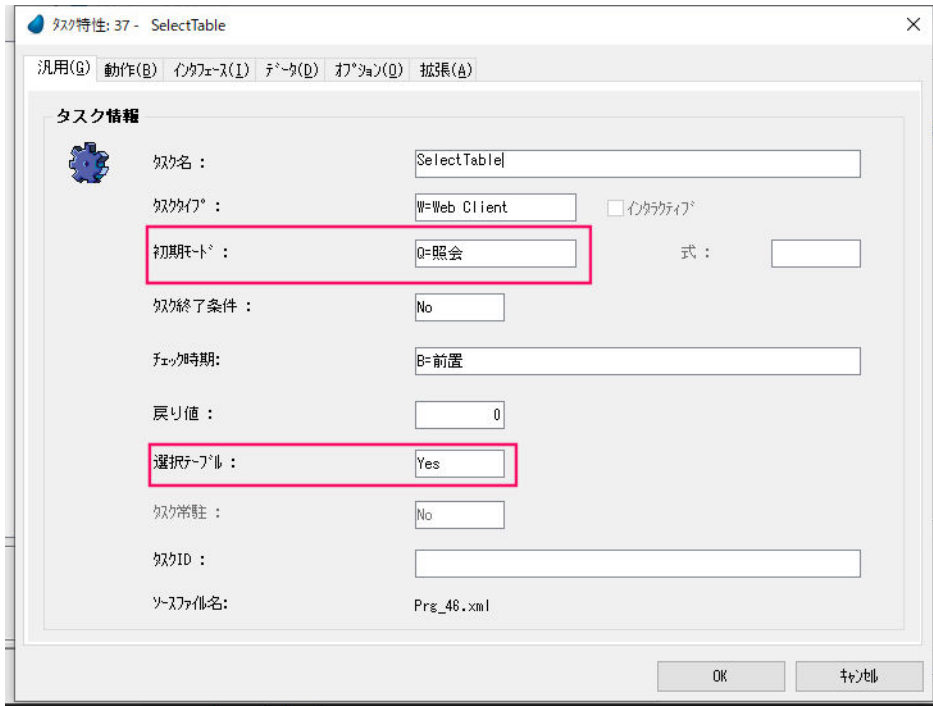 ﾀｽｸ特性: 37 - SelectTable
汎用(G) 動作(B) ｲﾝﾀﾌｪｰｽ(I) ﾃﾞｰﾀ(D) ｵﾌﾟｼｮﾝ(O) 拡張(A)
タスク情報
ﾀｽｸ名 : SelectTable
ﾀｽｸﾀｲﾌﾟ : W=Web Client ｲﾝﾀﾗｸﾃｨﾌﾞ
初期ﾓｰﾄﾞ : Q=照会 式 :
ﾀｽｸ終了条件 : No
ﾁｪｯｸ時期: B=前置
戻り値 : 0
選択ﾃｰﾌﾞﾙ : Yes
ﾀｽｸ常駐 : No
ﾀｽｸID :
ｿｰｽﾌｧｲﾙ名: Prg_46.xml
OK ｷｬﾝｾﾙ